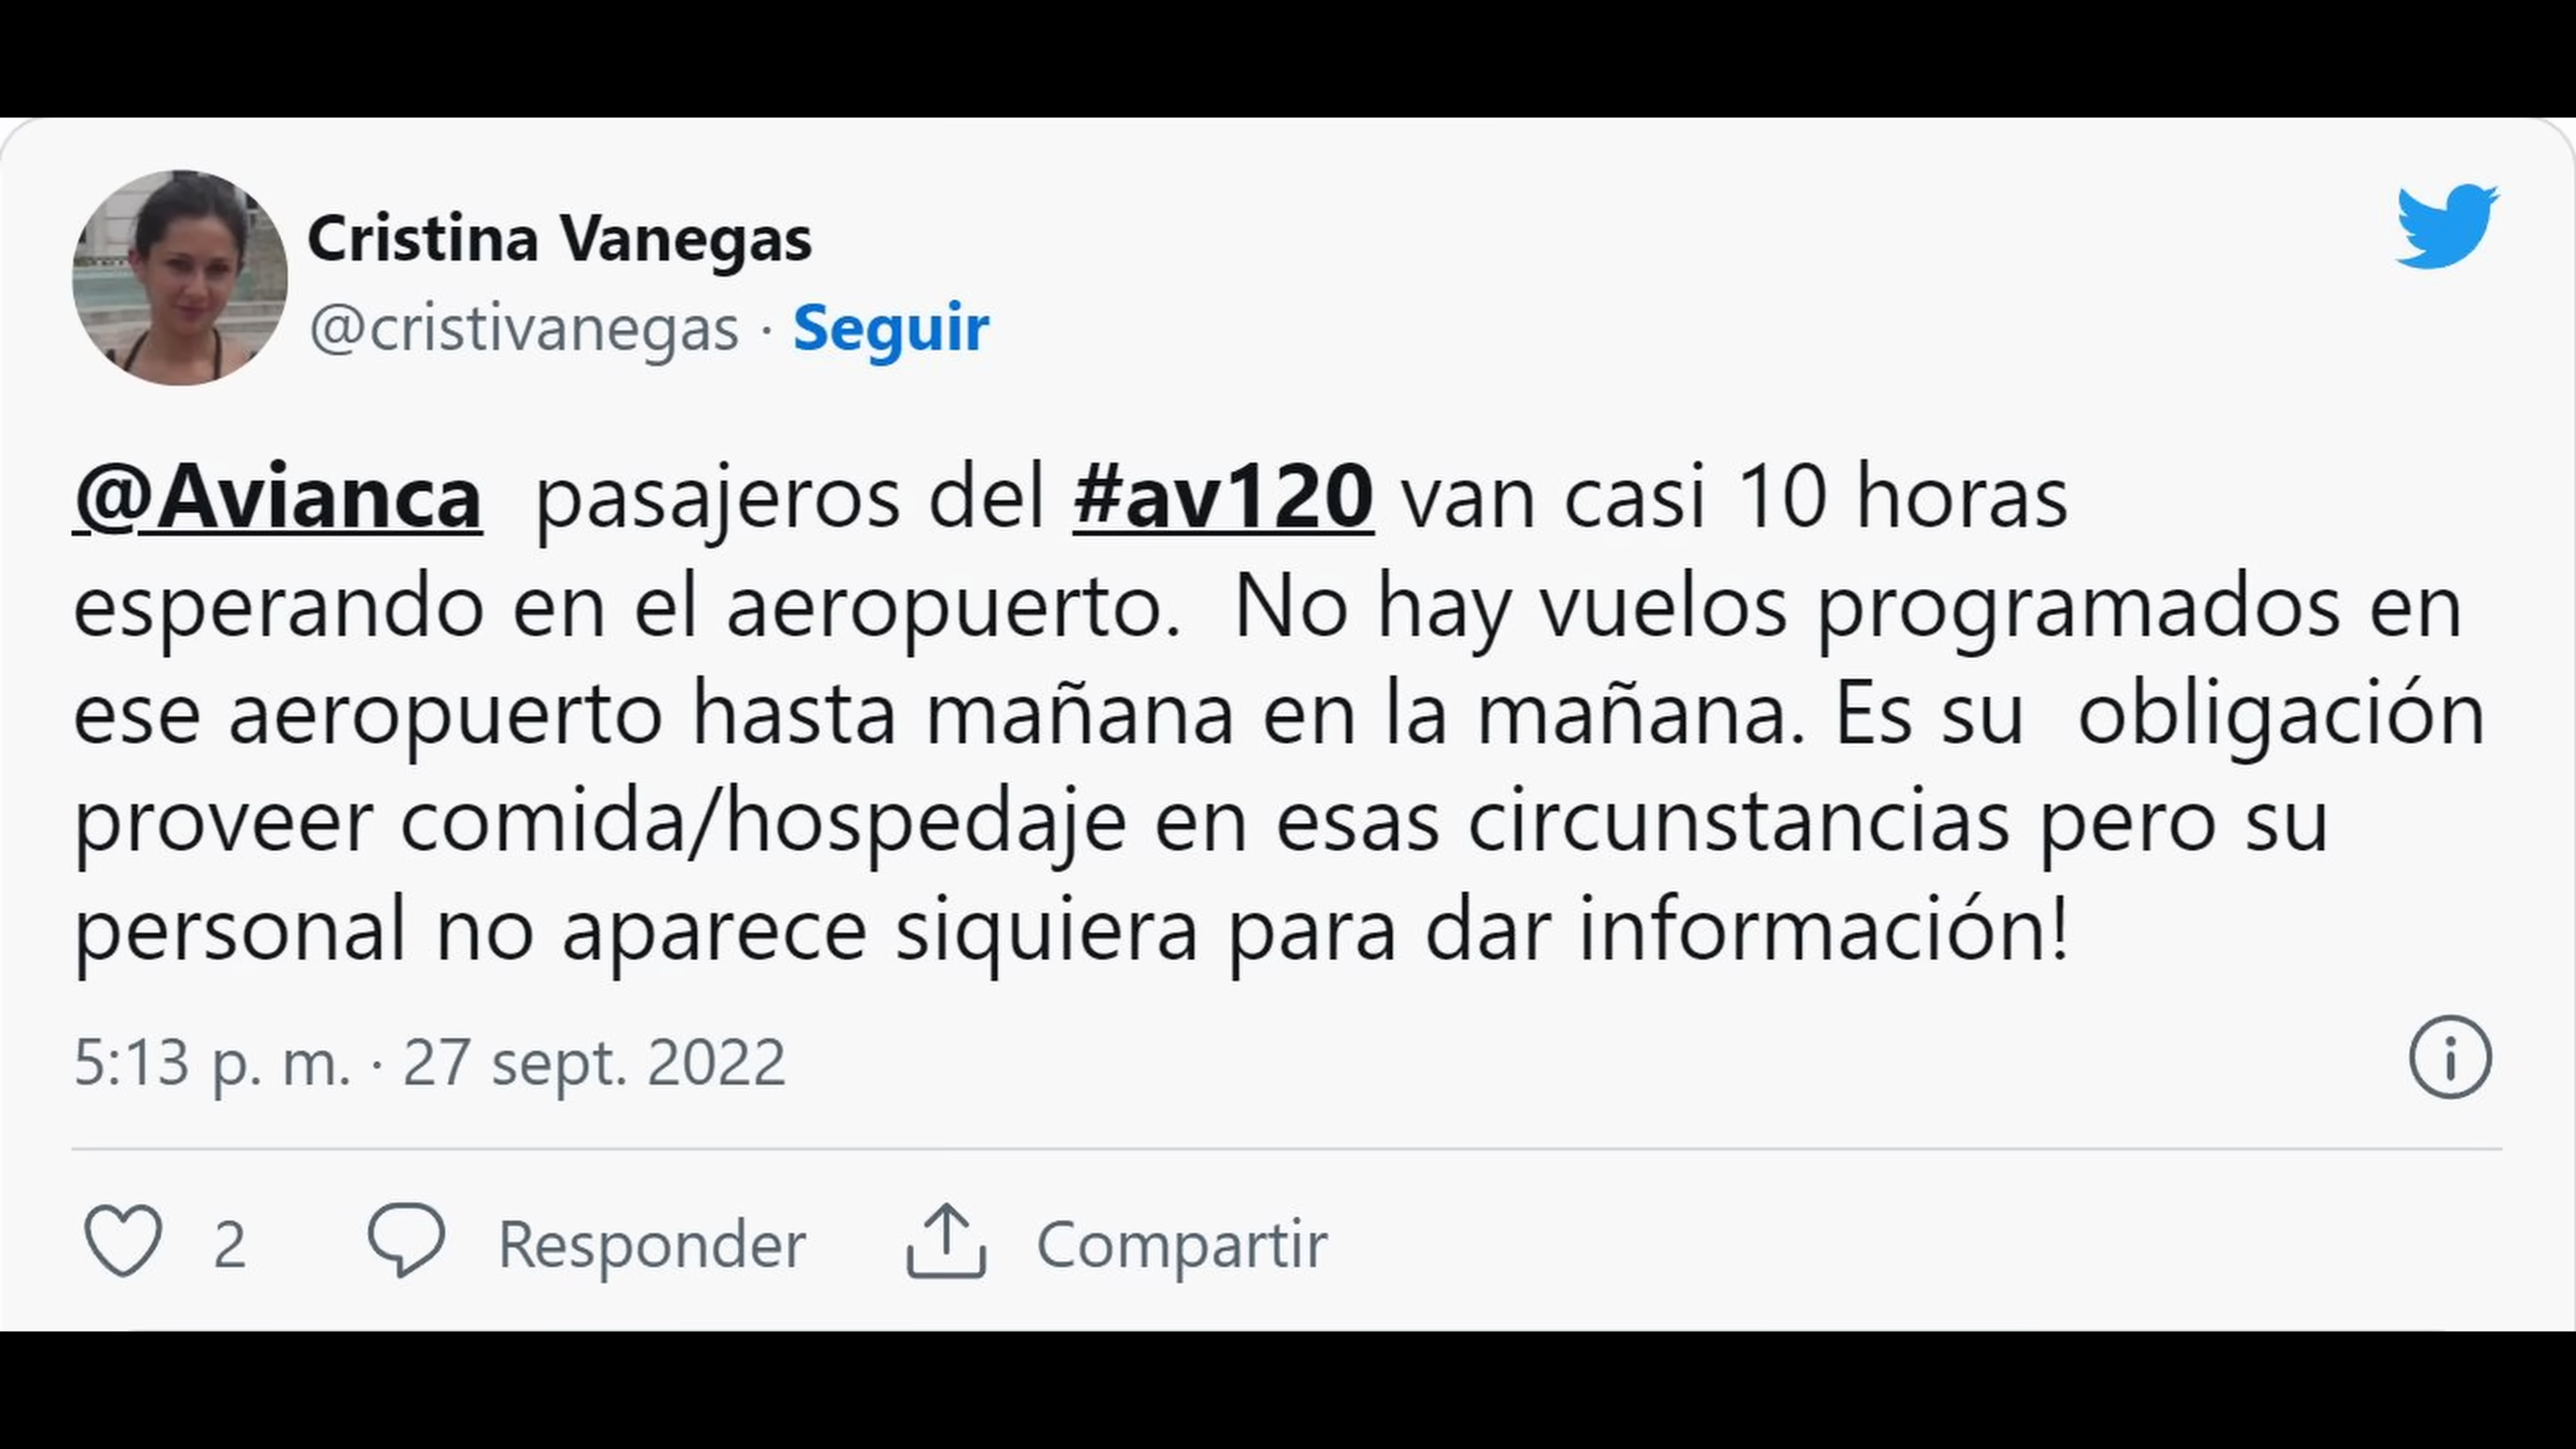 Cristina Vanegas
@cristivanegas · Seguir
@Avianca  pasajeros del #av120 van casi 10 horas
esperando en el aeropuerto.  No hay vuelos programados en
ese aeropuerto hasta mañana en la mañana. Es su  obligación
proveer comida/hospedaje en esas circunstancias pero su
personal no aparece siquiera para dar información!
5:13 p. m. · 27 sept. 2022
2 Responder Compartir